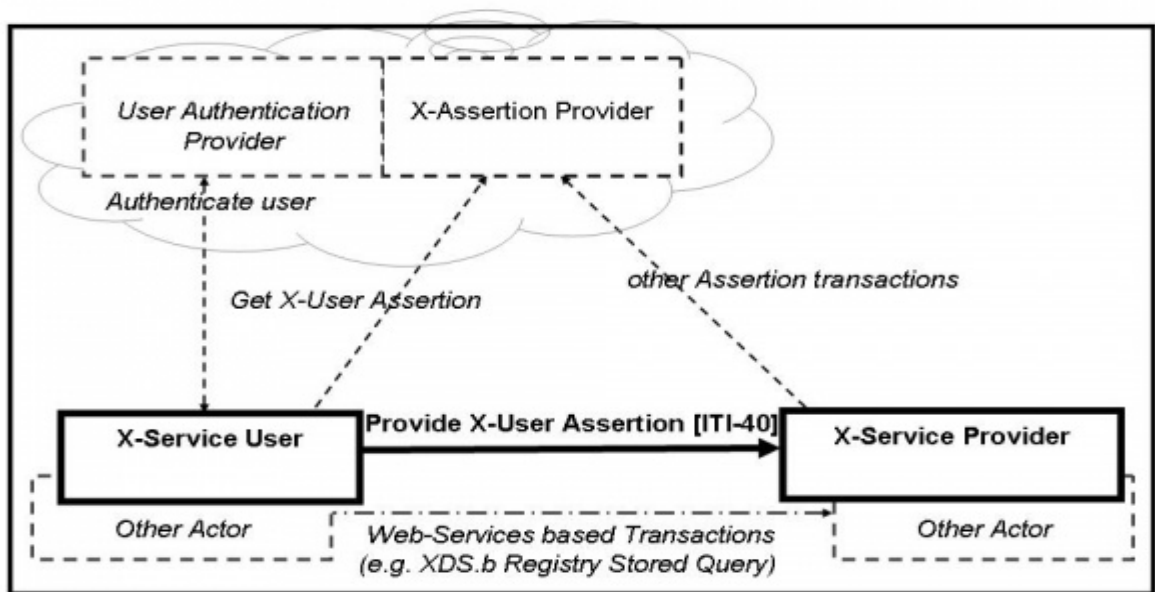 User Authentication
Provider
X-Assertion Provider
Authenticate user
Get X-User Assertion
other Assertion transactions
X-Service User
Provide X-User Assertion [ITI-40]
X-Service Provider
Other Actor
Web-Services based Transactions
(e.g. XDS.b Registry Stored Query)
Other Actor